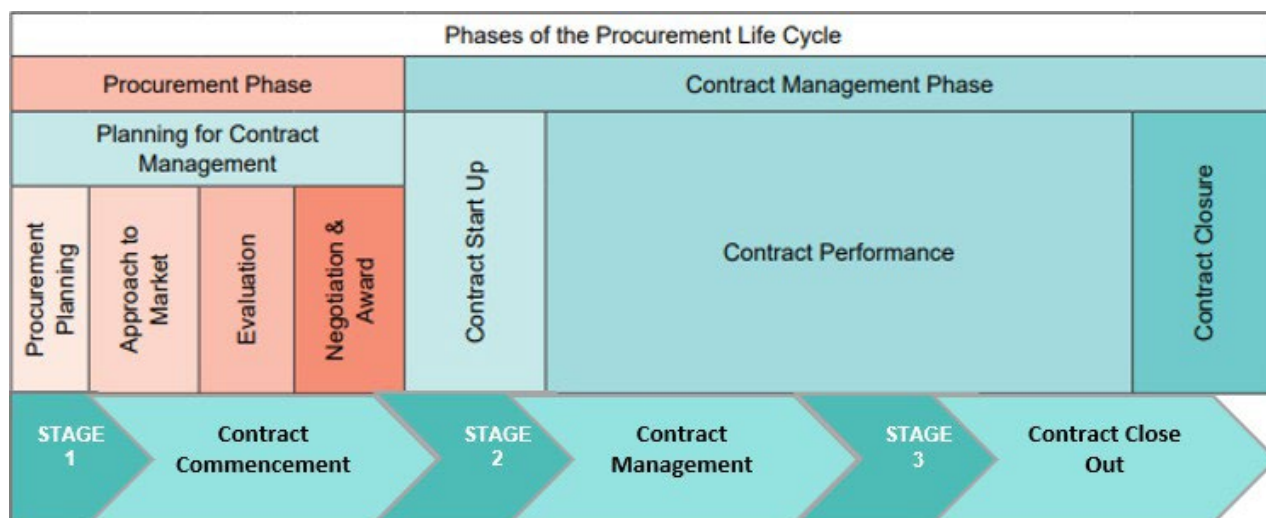 Phases of the Procurement Life Cycle
Procurement Phase
Contract Management Phase
Planning for Contract
Management
Procurement
Planning
Approach to
Market
Evaluation
Negotiation &
Award
Contract Start Up
Contract Performance
Contract Closure
STAGE
1
Contract
Commencement
STAGE
2
Contract
Management
STAGE
3
Contract Close
Out